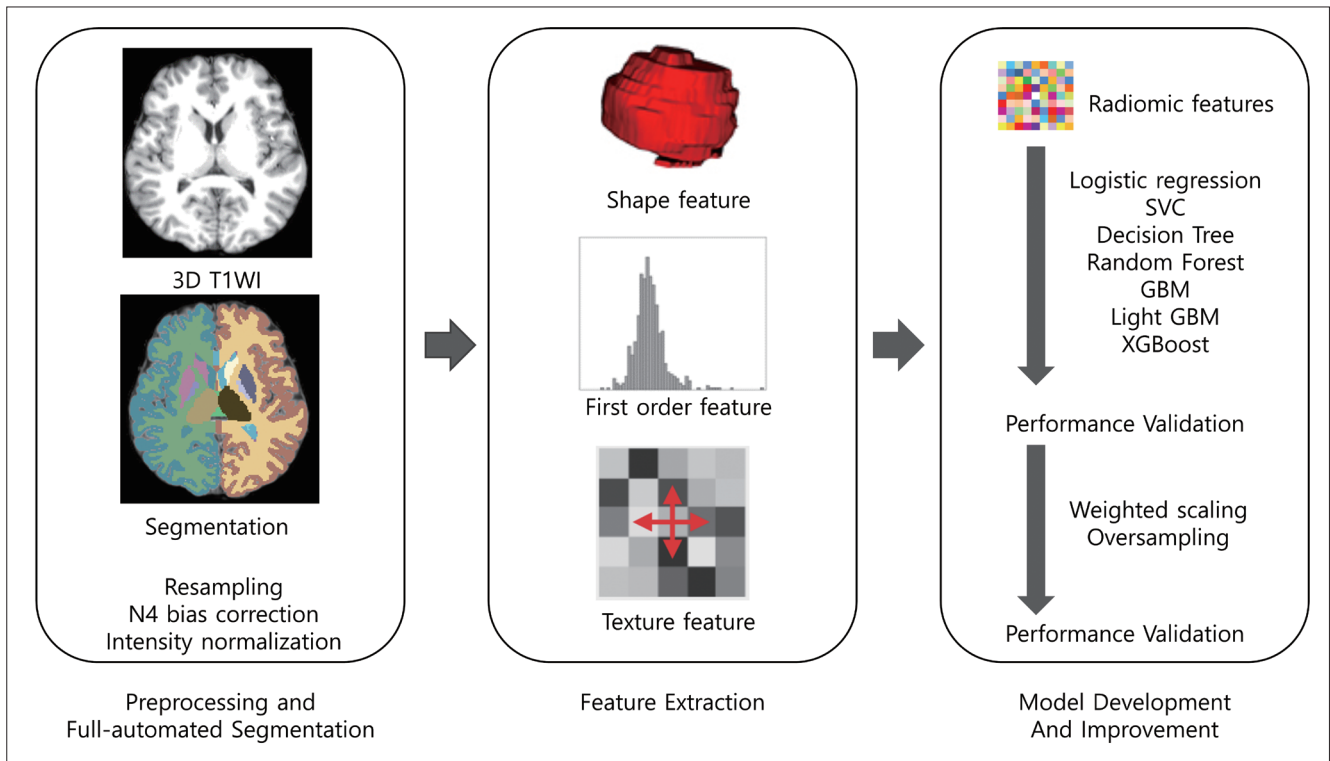 3D T1WI
Segmentation
Resampling
N4 bias correction
Intensity normalization
Preprocessing and
Full-automated Segmentation
Shape feature
First order feature
Texture feature
Feature Extraction
Radiomic features
Logistic regression
SVC
Decision Tree
Random Forest
GBM
Light GBM
XGBoost
Performance Validation
Weighted scaling
Oversampling
Performance Validation
Model Development
And Improvement